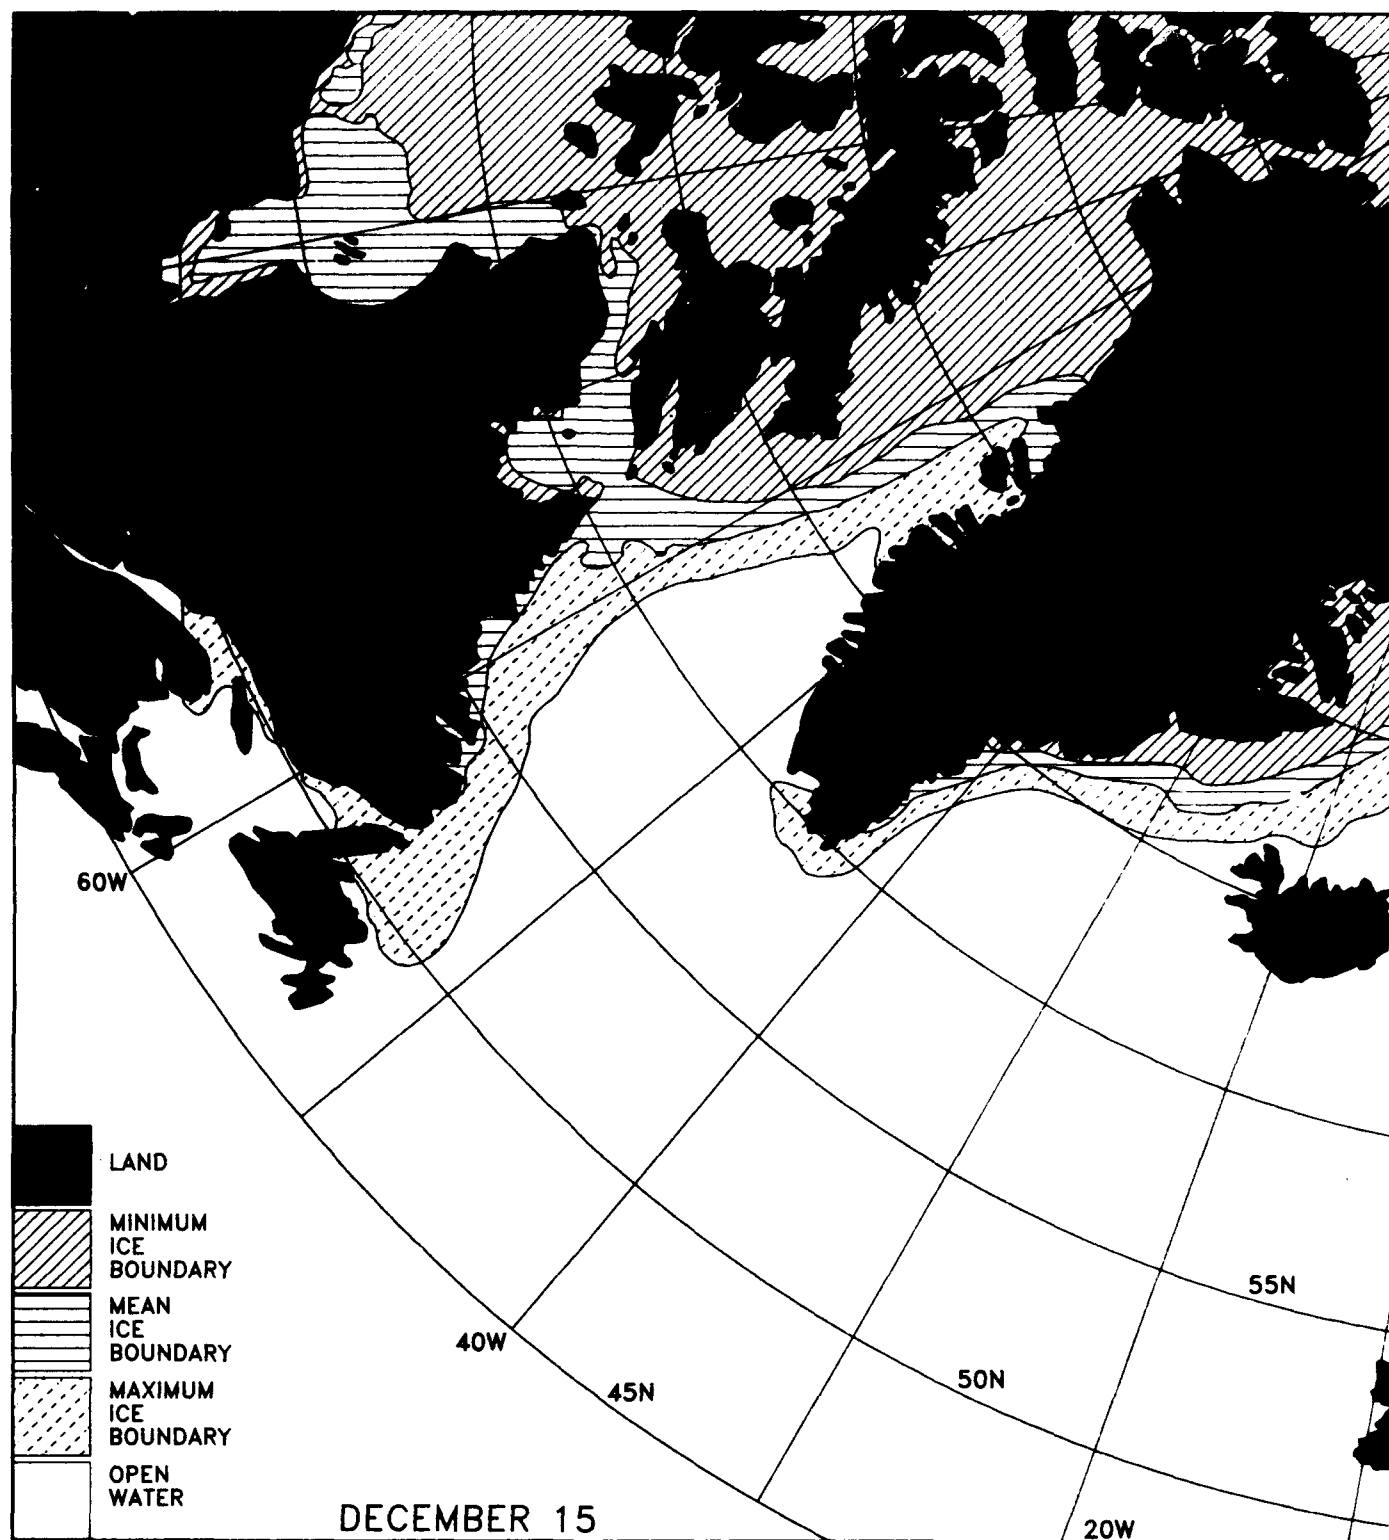 60W
LAND
MINIMUM
ICE
BOUNDARY
MEAN
ICE
BOUNDARY
MAXIMUM
ICE
BOUNDARY
OPEN
WATER
55N
50N
45N
40W
20W
DECEMBER 15